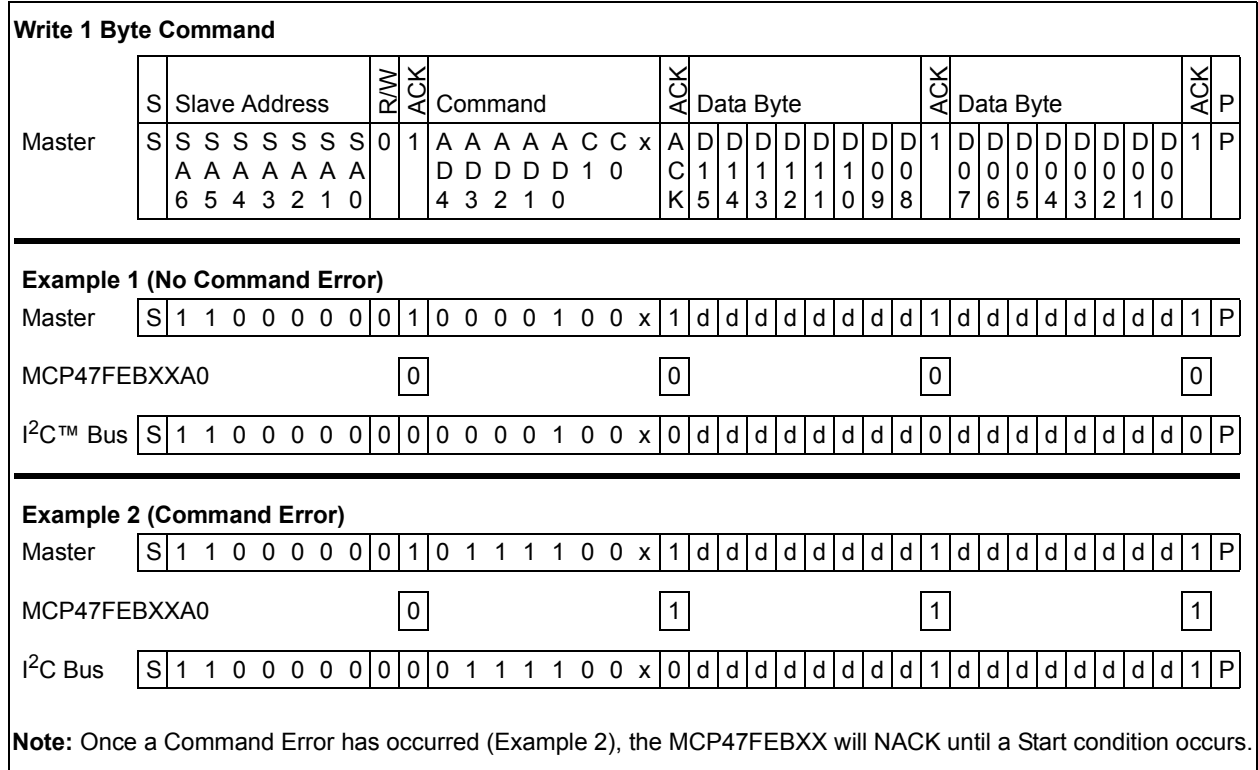 Write 1 Byte Command
S Slave Address R/W ACK Command ACK Data Byte ACK Data Byte ACK P
Master S S S S S S S S 0 1 A A A A A C C x A D D D D D D D D 1 D D D D D D D D 1 P
A A A A A A A D D D D D 1 0 C 1 1 1 1 1 1 0 0 0 0 0 0 0 0 0 0
6 5 4 3 2 1 0 4 3 2 1 0 K 5 4 3 2 1 0 9 8 7 6 5 4 3 2 1 0
Example 1 (No Command Error)
Master S 1 1 0 0 0 0 0 0 1 0 0 0 0 1 0 0 x 1 d d d d d d d d 1 d d d d d d d d 1 P
MCP47FEBXXA0 0 0 0 0
I2C™ Bus S 1 1 0 0 0 0 0 0 0 0 0 0 0 1 0 0 x 0 d d d d d d d d 0 d d d d d d d d 0 P
Example 2 (Command Error)
Master S 1 1 0 0 0 0 0 0 1 0 1 1 1 1 0 0 x 1 d d d d d d d d 1 d d d d d d d d 1 P
MCP47FEBXXA0 0 1 1 1
I2C Bus S 1 1 0 0 0 0 0 0 0 0 1 1 1 1 0 0 x 0 d d d d d d d d 1 d d d d d d d d 1 P
Note: Once a Command Error has occurred (Example 2), the MCP47FEBXX will NACK until a Start condition occurs.